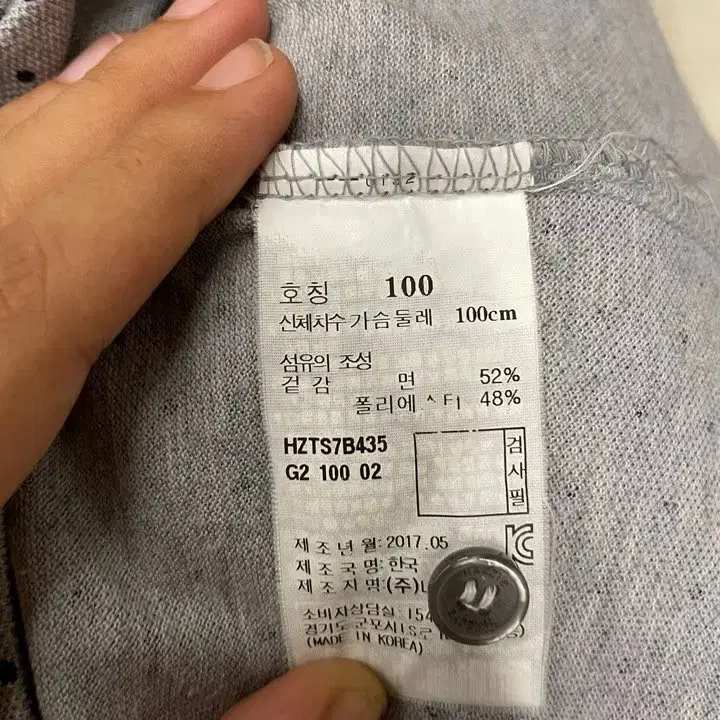 호칭 100
신체치수 가슴둘레 100cm
섬유의 조성
겉감 면 52%
폴리에스터 48%
HZTS7B435
G2 100 02
검사필
제조년월: 2017.05
제조국명: 한국
제조지명: (주)
소비자상담실: 154
경기도 군포시
(MADE IN KOREA)